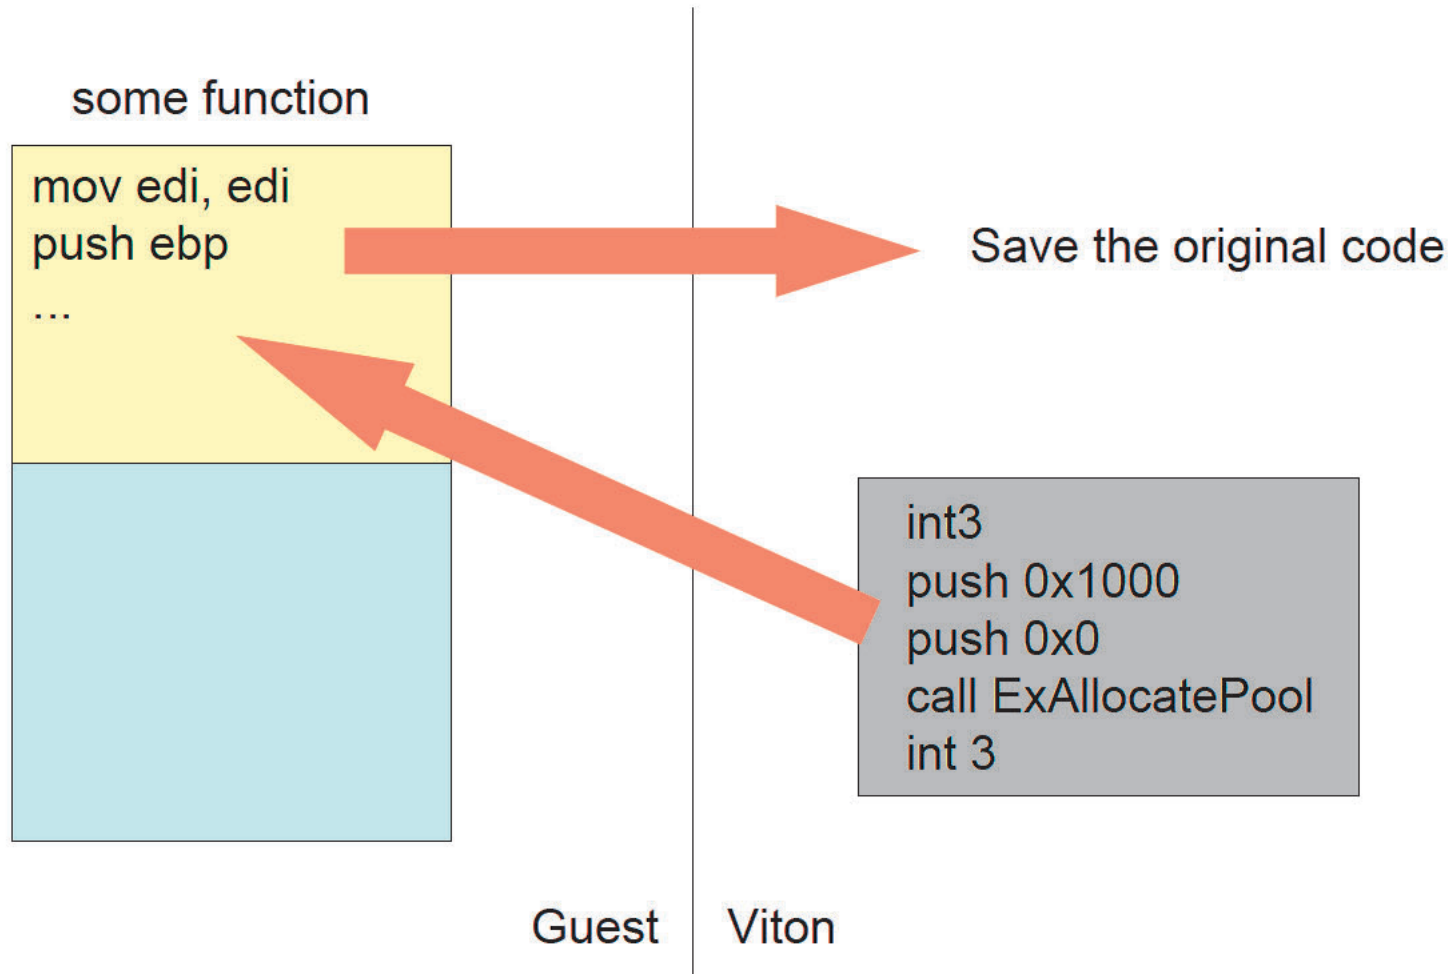 some function
mov edi, edi
push ebp
...
Save the original code
int3
push 0x1000
push 0x0
call ExAllocatePool
int 3
Guest
Viton